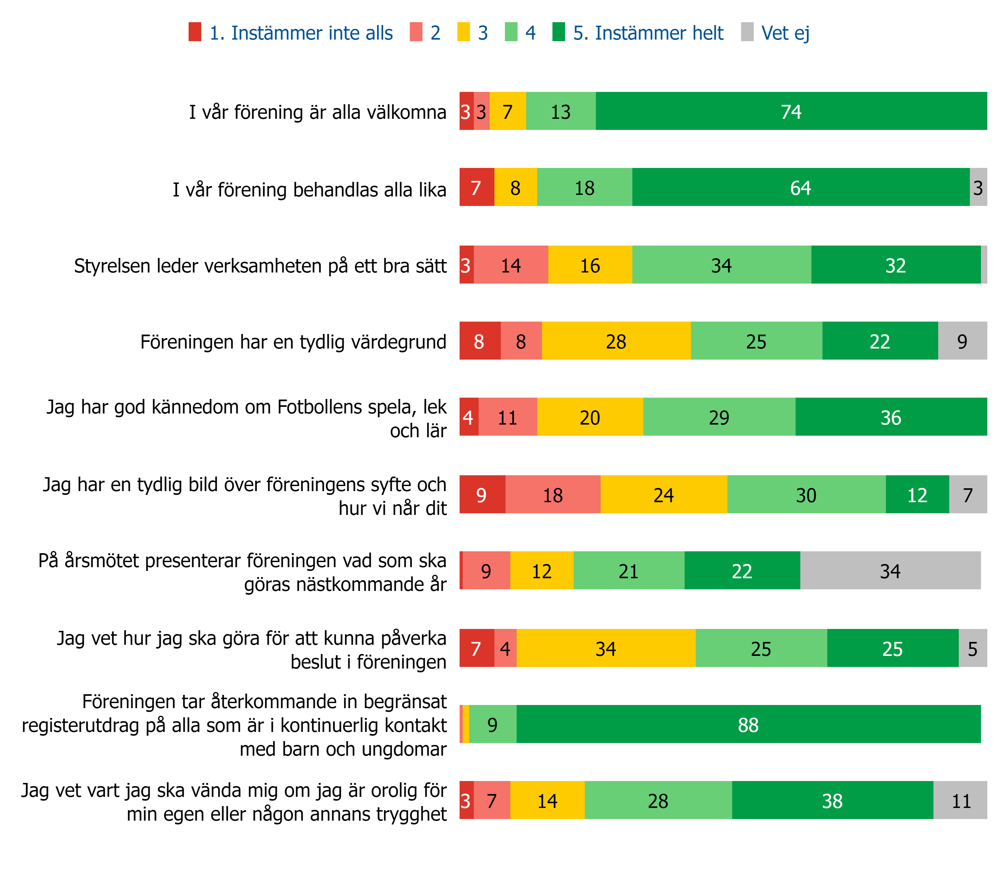 1. Instämmer inte alls 2 3 4 5. Instämmer helt Vet ej
I vår förening är alla välkomna 3 3 7 13 74
I vår förening behandlas alla lika 7 8 18 64 3
Styrelsen leder verksamheten på ett bra sätt 3 14 16 34 32
Föreningen har en tydlig värdegrund 8 8 28 25 22 9
Jag har god kännedom om Fotbollens spela, lek
och lär
4 11 20 29 36
Jag har en tydlig bild över föreningens syfte och
hur vi når dit
9 18 24 30 12 7
På årsmötet presenterar föreningen vad som ska
göras nästkommande år
9 12 21 22 34
Jag vet hur jag ska göra för att kunna påverka
beslut i föreningen
7 4 34 25 25 5
Föreningen tar återkommande in begränsat
registerutdrag på alla som är i kontinuerlig kontakt
med barn och ungdomar
9 88
Jag vet vart jag ska vända mig om jag är orolig för
min egen eller någon annans trygghet
3 7 14 28 38 11